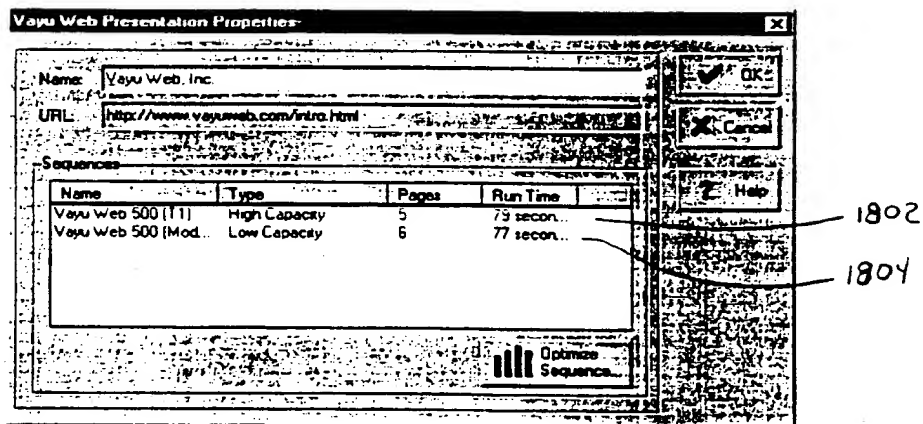 Vayu Web Presentation Properties
Name: Vayu Web, Inc.
OK
URL: http://www.vayuweb.com/intro.html
Cancel
Sequences
Help
Name Type Pages Run Time
Vayu Web 500 (T1) High Capacity 5 79 secon...
1802
Vayu Web 500 (Mod... Low Capacity 6 77 secon...
1804
Optimize
Sequence...